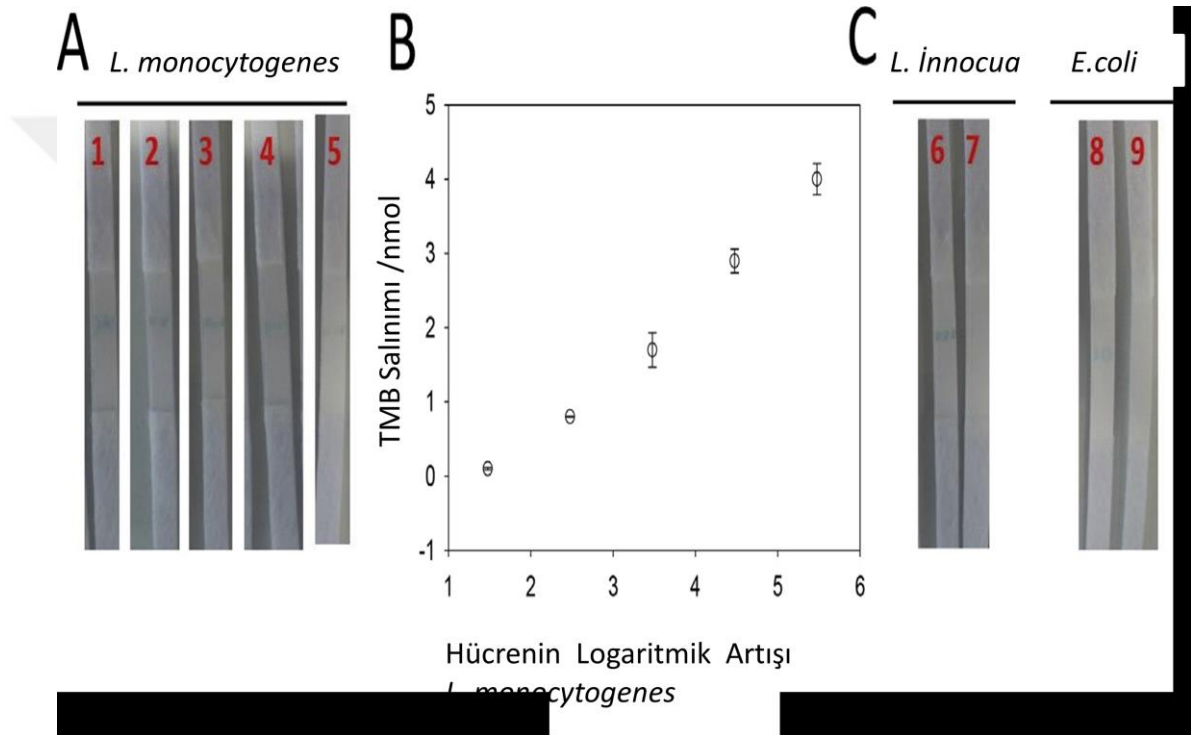 A
L. monocytogenes
1 2 3 4 5
B
TMB Salınımı /nmol
5
4
3
2
1
0
-1
1 2 3 4 5 6
Hücrenin Logaritmik Artışı
L. monocytogenes
C
L. İnnocua
E.coli
6 7
8 9